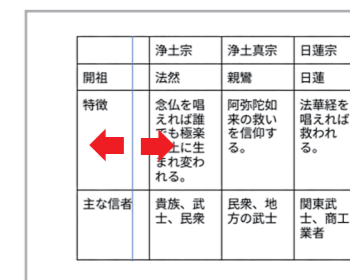 浄土宗 浄土真宗 日蓮宗
開祖 法然 親鸞 日蓮
特徴 念仏を唱 阿弥陀如 法華経を
えれば誰 来の救い 唱えれば
でも極楽 を信仰す 救われ
土に生 る。 る。
まれ変わ
れる。
主な信者 貴族、武 民衆、地 関東武
士、民衆 方の武士 士、商工
業者